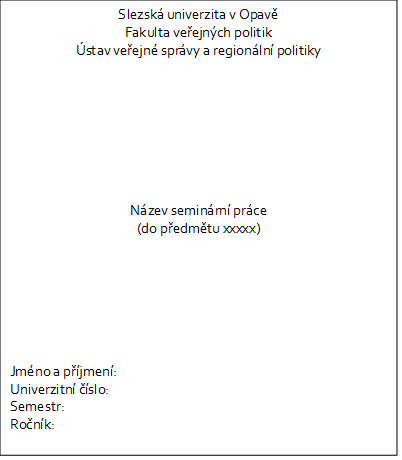 Slezská univerzita v Opavě
Fakulta veřejných politik
Ústav veřejné správy a regionální politiky
Název seminární práce
(do předmětu xxxxx)
Jméno a příjmení:
Univerzitní číslo:
Semestr:
Ročník: